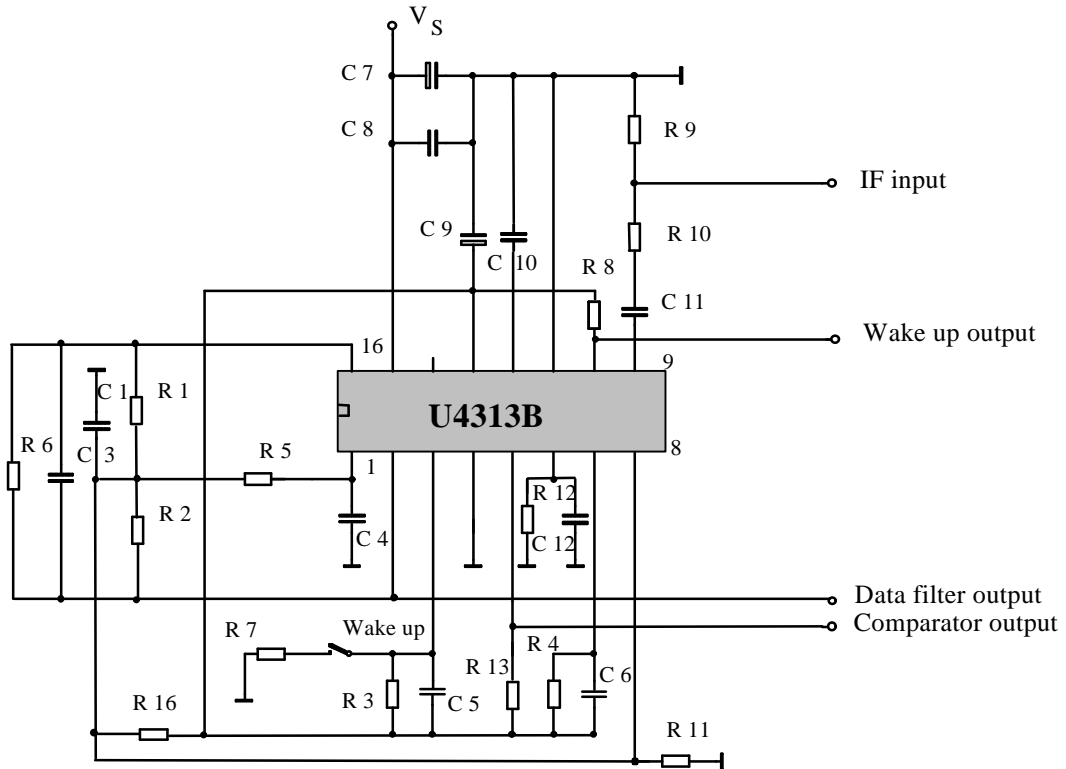 V S
C 7
C 8
R 9
IF input
C 9
R 10
C 10
R 8
C 11
Wake up output
16
9
C 1
R 1
U4313B
R 6
C 3
R 5
1
8
R 2
C 4
R 12
C 12
Data filter output
Comparator output
R 7
Wake up
R 4
R 13
C 6
R 3
C 5
R 16
R 11